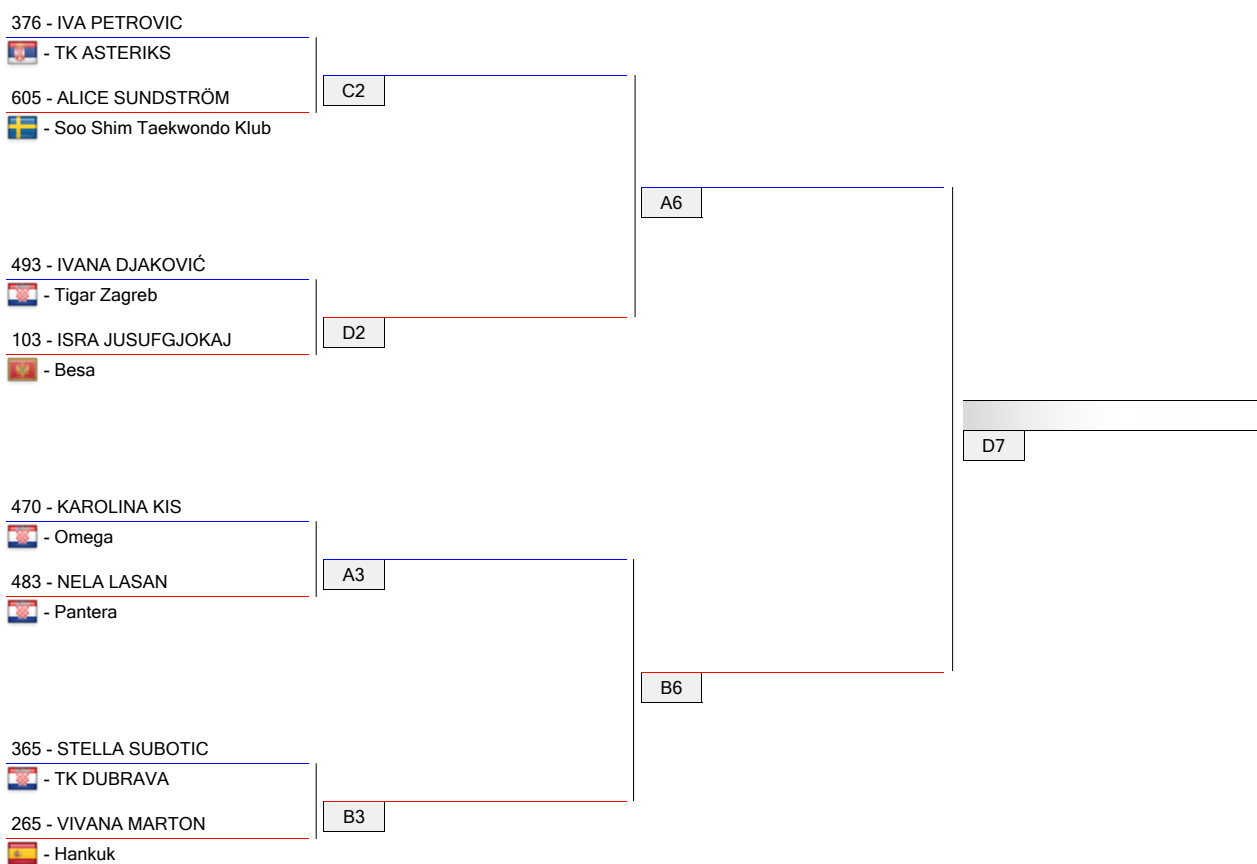 376 - IVA PETROVIC
- TK ASTERIKS
605 - ALICE SUNDSTRÖM
- Soo Shim Taekwondo Klub
C2
A6
493 - IVANA DJAKOVIĆ
- Tigar Zagreb
103 - ISRA JUSUFGJOKAJ
- Besa
D2
D7
470 - KAROLINA KIS
- Omega
483 - NELA LASAN
- Pantera
A3
B6
365 - STELLA SUBOTIC
- TK DUBRAVA
265 - VIVANA MARTON
- Hankuk
B3